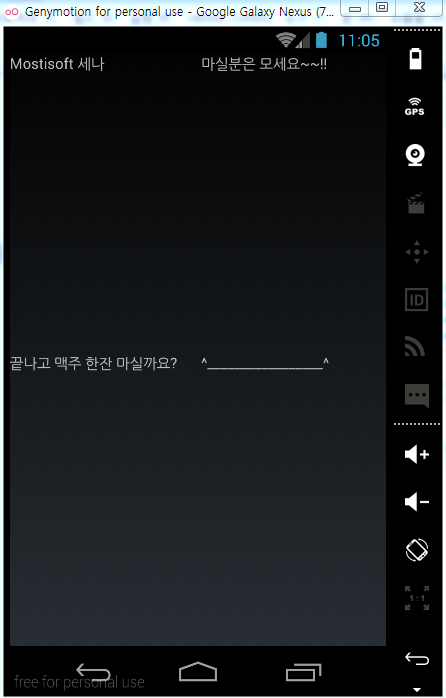 Genymotion for personal use - Google Galaxy Nexus (7...
11:05
Mostisoft 세나
마실분은 모세요~~!!
GPS
ID
끝나고 맥주 한잔 마실까요?
^_________________^
1:1
free for personal use